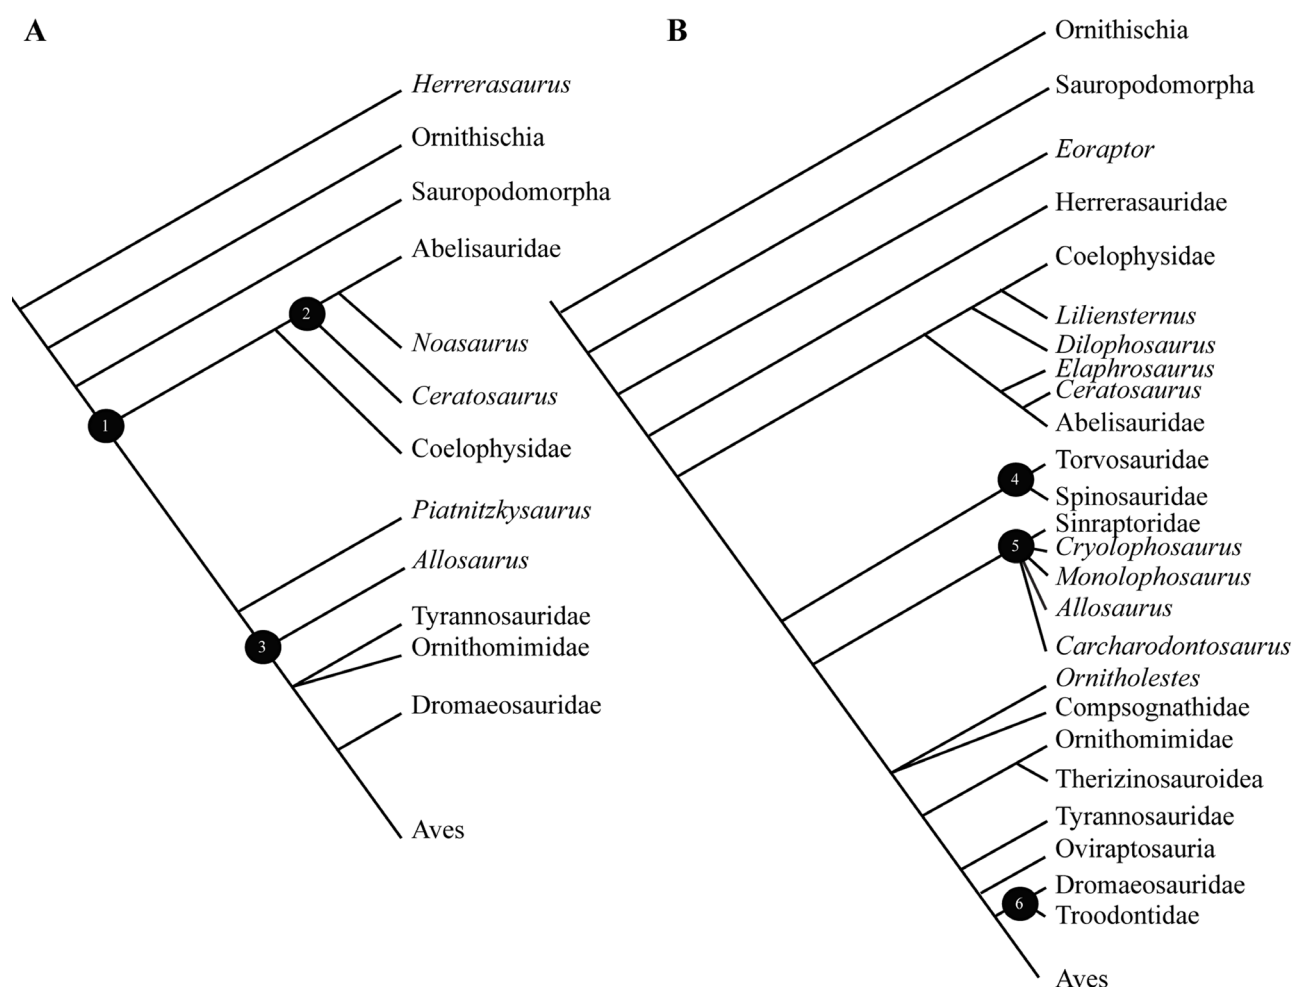 A
Herrerasaurus
Ornithischia
Sauropodomorpha
Abelisauridae
2
Noasaurus
Ceratosaurus
1
Coelophysidae
Piatnitzkysaurus
Allosaurus
Tyrannosauridae
3
Ornithomimidae
Dromaeosauridae
Aves
B
Ornithischia
Sauropodomorpha
Eoraptor
Herrerasauridae
Coelophysidae
Liliensternus
Dilophosaurus
Elaphrosaurus
Ceratosaurus
Abelisauridae
Torvosauridae
4
Spinosauridae
Sinraptoridae
5
Cryolophosaurus
Monolophosaurus
Allosaurus
Carcharodontosaurus
Ornitholestes
Compsognathidae
Ornithomimidae
Therizinosauroidea
Tyrannosauridae
Oviraptosauria
Dromaeosauridae
6
Troodontidae
Aves